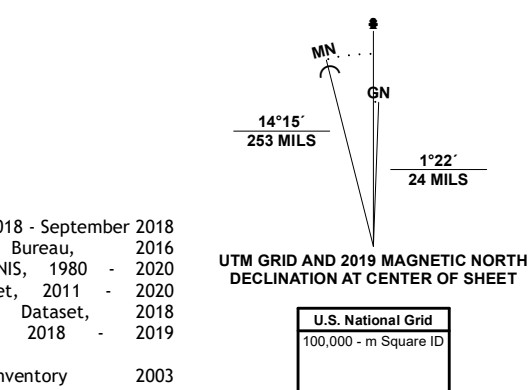 MN
GN
14°15´
253 MILS
1°22´
24 MILS
UTM GRID AND 2019 MAGNETIC NORTH
DECLINATION AT CENTER OF SHEET
U.S. National Grid
100,000 - m Square ID
018 - September 2018
Bureau, 2016
NIS, 1980 - 2020
et, 2011 - 2020
Dataset, 2018
2018 - 2019
nventory 2003